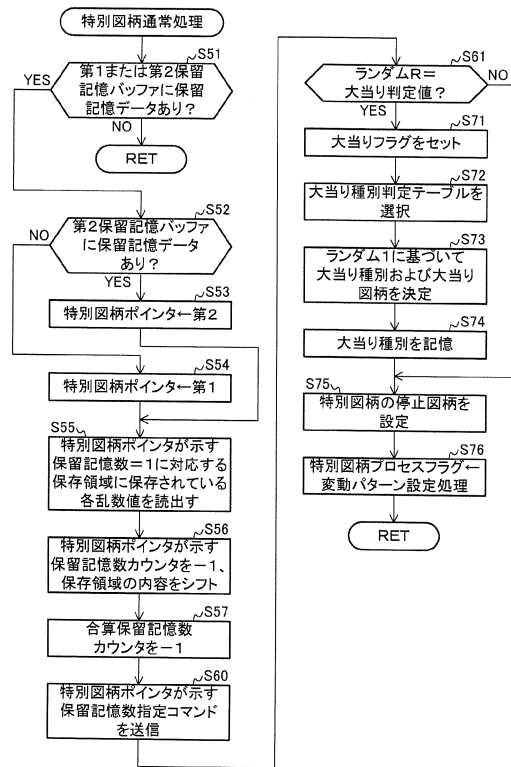 特別図柄通常処理
S51
第1または第2保留
記憶バッファに保留
記憶データあり？
YES
NO
RET
S52
第2保留記憶バッファ
に保留記憶データ
あり？
NO
YES
S53
特別図柄ポインタ←第2
S54
特別図柄ポインタ←第1
S55
特別図柄ポインタが示す
保留記憶数＝1に対応する
保存領域に保存されている
各乱数値を読出す
S56
特別図柄ポインタが示す
保留記憶数カウンタを－1、
保存領域の内容をシフト
S57
合算保留記憶数
カウンタを－1
S60
特別図柄ポインタが示す
保留記憶数指定コマンド
を送信
S61
ランダムR＝
大当り判定値？
NO
YES
S71
大当りフラグをセット
S72
大当り種別判定テーブルを
選択
S73
ランダム1に基づいて
大当り種別および大当り
図柄を決定
S74
大当り種別を記憶
S75
特別図柄の停止図柄を
設定
S76
特別図柄プロセスフラグ←
変動パターン設定処理
RET